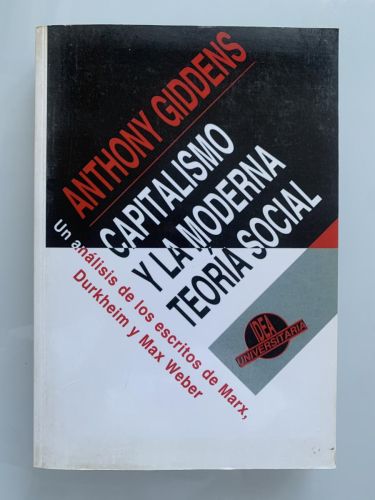 ANTHONY GIDDENS
CAPITALISMO
Y LA MODERNA
TEORÍA SOCIAL
Un análisis de los escritos de Marx,
Durkheim y Max Weber
IDEA
UNIVERSITARIA